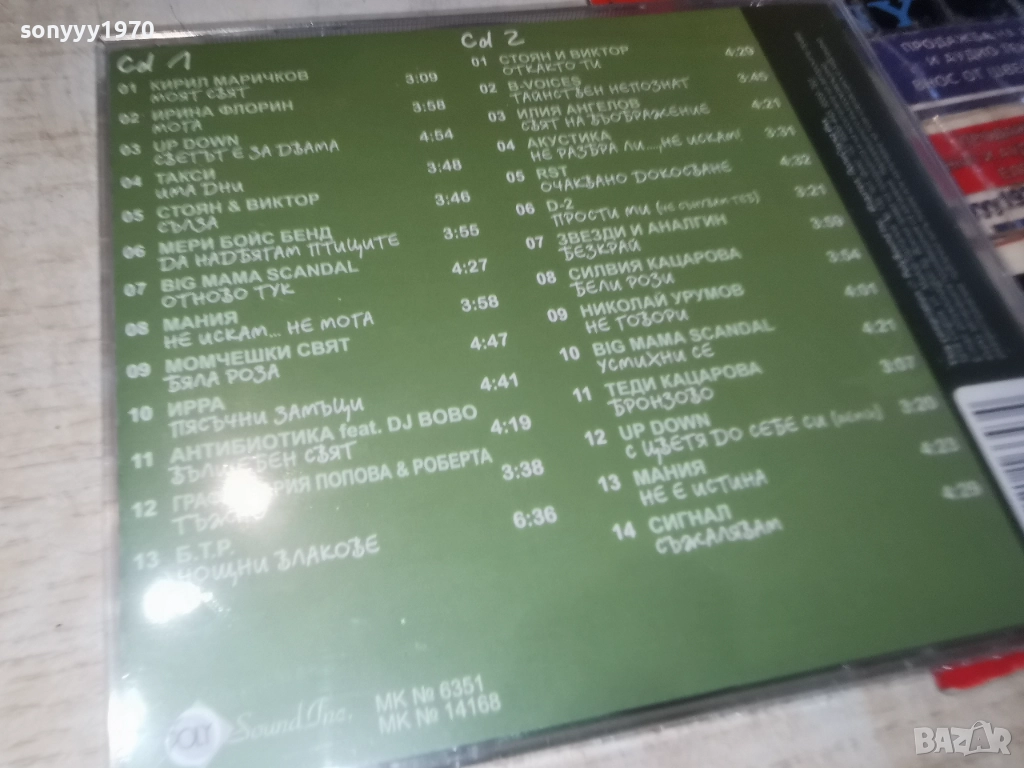 sonyyy1970
Cd 1
01 КИРИЛ МАРИЧКОВ 3:09
МОЯТ СВЯТ
02 ИРИНА ФЛОРИН 3:58
МОГА
03 UP DOWN 4:54
СВЕТЪТ Е ЗА ДВАМА
04 ТАКСИ 3:48
ИМА ДНИ
05 СТОЯН & ВИКТОР 3:46
СЪЛЗА
06 МЕРИ БОЙС БЕНД 3:55
ДА НАДБЯГАМ ПТИЦИТЕ
07 BIG MAMA SCANDAL 4:27
ОТНОВО ТУК
08 МАНИЯ 3:58
НЕ ИСКАМ... НЕ МОГА
09 МОМЧЕШКИ СВЯТ 4:47
БЯЛА РОЗА
10 ИРРА 4:41
ПЯСЪЧНИ ЗАМЪЦИ
11 АНТИБИОТИКА feat. DJ BOBO 4:19
СВЯТ
12 ПОПОВА & РОБЕРТА 3:38
13 Б.Т.Р. 6:36
НОЩНИ ВЛАКОВЕ
Cd 2
01 СТОЯН И ВИКТОР 4:29
ОТКАКТО ТИ
02 B-VOICES 3:45
ТАЙНСТВЕН НЕПОЗНАТ
03 ИЛИЯ АНГЕЛОВ 4:21
СВЯТ НА ВЪОБРАЖЕНИЕ
04 АКУСТИКА 3:31
НЕ РАЗБРА ЛИ....НЕ ИСКАМ!
05 RST 4:32
ОЧАКВАНО ДОКОСВАНЕ
06 D-2 3:21
ПРОСТИ МИ
07 ЗВЕЗДИ И АНАЛГИН 3:59
БЕЗКРАЙ
08 СИЛВИЯ КАЦАРОВА 3:54
БЕЛИ РОЗИ
09 НИКОЛАЙ УРУМОВ 4:01
НЕ ГОВОРИ
10 BIG MAMA SCANDAL 4:21
УСМИХНИ СЕ
11 ТЕДИ КАЦАРОВА 3:57
БРОНЗОВО
12 UP DOWN 3:20
С ЦВЕТЯ ДО СЕБЕ СИ
13 МАНИЯ 4:23
НЕ Е ИСТИНА
14 СИГНАЛ 4:29
СЪЖАЛЯВАМ
Sound Inc.
MK № 6351
MK № 14168
BAZAR